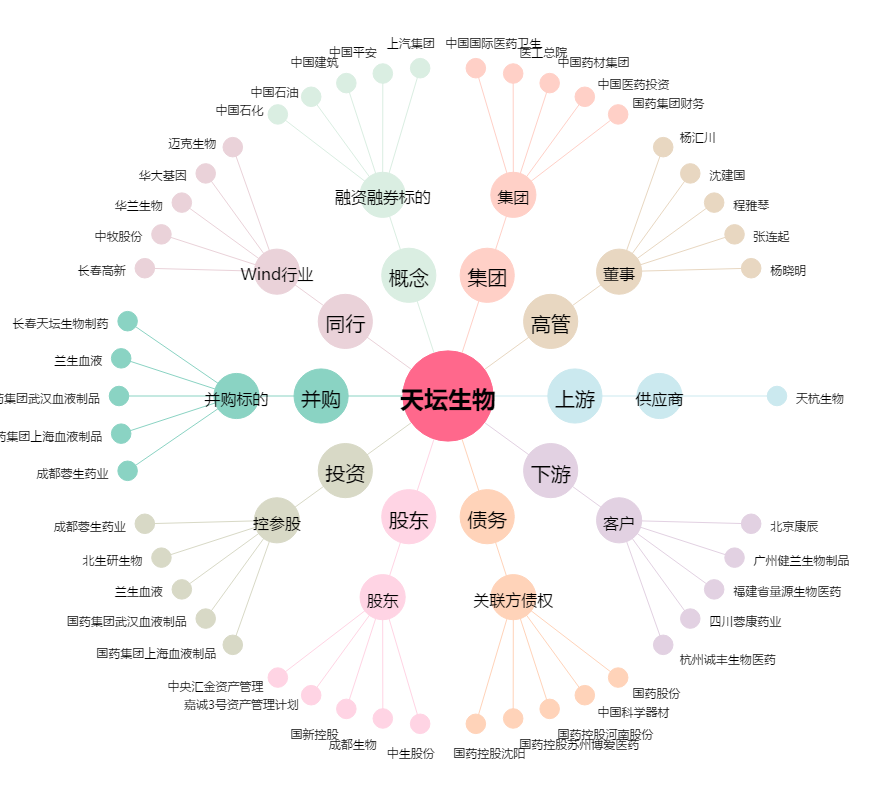 上汽集团
中国平安
中国建筑
中国石油
中国石化
融资融券标的
概念
中国国际医药卫生
医工总院
中国药材集团
中国医药投资
国药集团财务
集团
集团
迈克生物
华大基因
华兰生物
中牧股份
长春高新
Wind行业
同行
杨汇川
沈建国
程雅琴
张连起
杨晓明
董事
高管
长春天坛生物制药
兰生血液
药集团武汉血液制品
药集团上海血液制品
成都蓉生药业
并购标的
并购
天坛生物
上游
供应商
天杭生物
投资
控参股
成都蓉生药业
北生研生物
兰生血液
国药集团武汉血液制品
国药集团上海血液制品
下游
客户
北京康辰
广州健兰生物制品
福建省量源生物医药
四川蓉康药业
杭州诚丰生物医药
股东
股东
中央汇金资产管理
嘉诚3号资产管理计划
国新控股
成都生物
中生股份
债务
关联方债权
国药股份
中国科学器材
国药控股河南股份
国药控股苏州博爱医药
国药控股沈阳